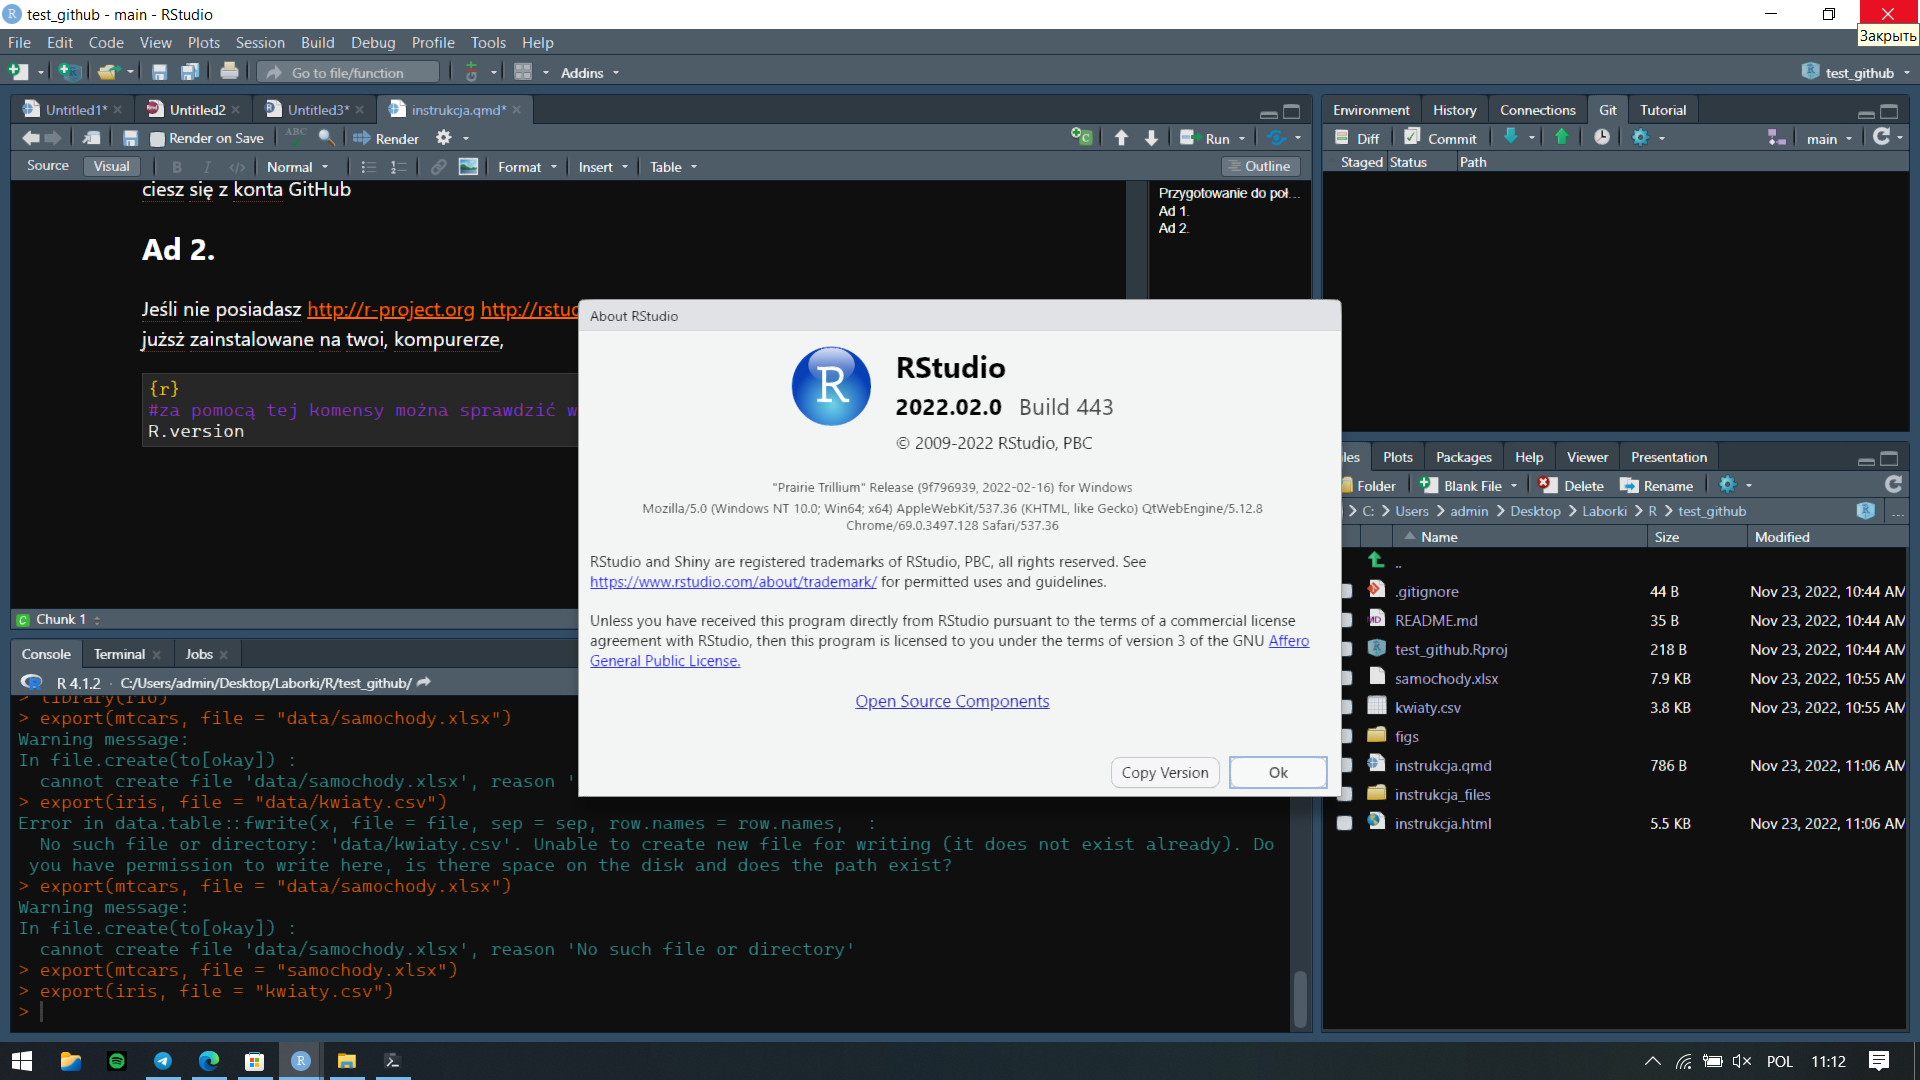 test_github - main - RStudio
Закрыть
File Edit Code View Plots Session Build Debug Profile Tools Help
Go to file/function Addins test_github
Untitled1* Untitled2 Untitled3* instrukcja.qmd*
Render on Save ABC Render Run
Source Visual B I Normal Format Insert Table Outline
ciesz się z konta GitHub
Ad 2.
Jeśli nie posiadasz http://r-project.org http://rstud
jużsż zainstalowane na twoi, kompurerze,
{r}
#za pomocą tej komensy można sprawdzić w
R.version
Chunk 1
Przygotowanie do poł...
Ad 1.
Ad 2.
Environment History Connections Git Tutorial
Diff Commit main
Staged Status Path
About RStudio
R
RStudio
2022.02.0 Build 443
© 2009-2022 RStudio, PBC
"Prairie Trillium" Release (9f796939, 2022-02-16) for Windows
Mozilla/5.0 (Windows NT 10.0; Win64; x64) AppleWebKit/537.36 (KHTML, like Gecko) QtWebEngine/5.12.8
Chrome/69.0.3497.128 Safari/537.36
RStudio and Shiny are registered trademarks of RStudio, PBC, all rights reserved. See
https://www.rstudio.com/about/trademark/ for permitted uses and guidelines.
Unless you have received this program directly from RStudio pursuant to the terms of a commercial license
agreement with RStudio, then this program is licensed to you under the terms of version 3 of the GNU Affero
General Public License.
Open Source Components
Copy Version Ok
Console Terminal Jobs
R 4.1.2 · C:/Users/admin/Desktop/Laborki/R/test_github/
> library(rio)
> export(mtcars, file = "data/samochody.xlsx")
Warning message:
In file.create(to[okay]) :
cannot create file 'data/samochody.xlsx', reason '
> export(iris, file = "data/kwiaty.csv")
Error in data.table::fwrite(x, file = file, sep = sep, row.names = row.names, :
No such file or directory: 'data/kwiaty.csv'. Unable to create new file for writing (it does not exist already). Do
you have permission to write here, is there space on the disk and does the path exist?
> export(mtcars, file = "data/samochody.xlsx")
Warning message:
In file.create(to[okay]) :
cannot create file 'data/samochody.xlsx', reason 'No such file or directory'
> export(mtcars, file = "samochody.xlsx")
> export(iris, file = "kwiaty.csv")
>
les Plots Packages Help Viewer Presentation
Folder Blank File Delete Rename
C: > Users > admin > Desktop > Laborki > R > test_github ...
Name Size Modified
..
.gitignore 44 B Nov 23, 2022, 10:44 AM
README.md 35 B Nov 23, 2022, 10:44 AM
test_github.Rproj 218 B Nov 23, 2022, 10:44 AM
samochody.xlsx 7.9 KB Nov 23, 2022, 10:55 AM
kwiaty.csv 3.8 KB Nov 23, 2022, 10:55 AM
figs
instrukcja.qmd 786 B Nov 23, 2022, 11:06 AM
instrukcja_files
instrukcja.html 5.5 KB Nov 23, 2022, 11:06 AM
POL 11:12